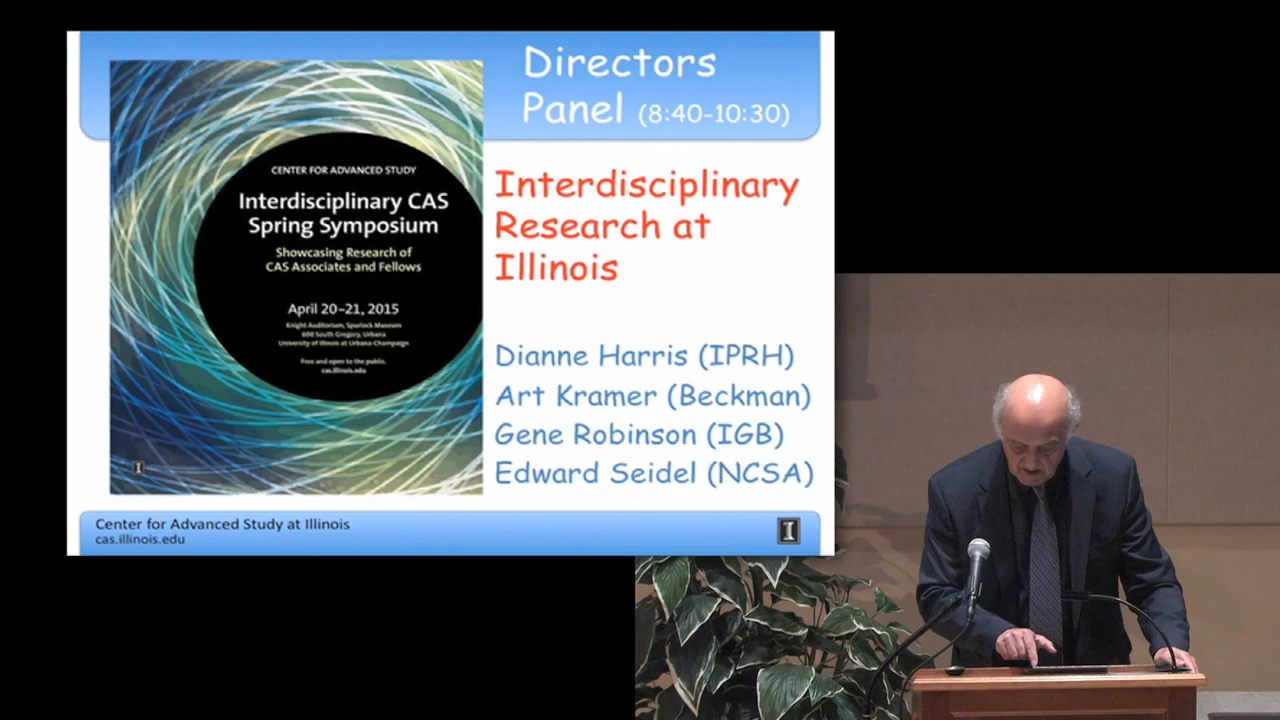 Directors
Panel (8:40-10:30)
CENTER FOR ADVANCED STUDY
Interdisciplinary CAS
Spring Symposium
Showcasing Research of
CAS Associates and Fellows
April 20–21, 2015
Knight Auditorium, Spurlock Museum
600 South Gregory, Urbana
University of Illinois at Urbana-Champaign
Free and open to the public.
cas.illinois.edu
I
Interdisciplinary
Research at
Illinois
Dianne Harris (IPRH)
Art Kramer (Beckman)
Gene Robinson (IGB)
Edward Seidel (NCSA)
Center for Advanced Study at Illinois
cas.illinois.edu
I